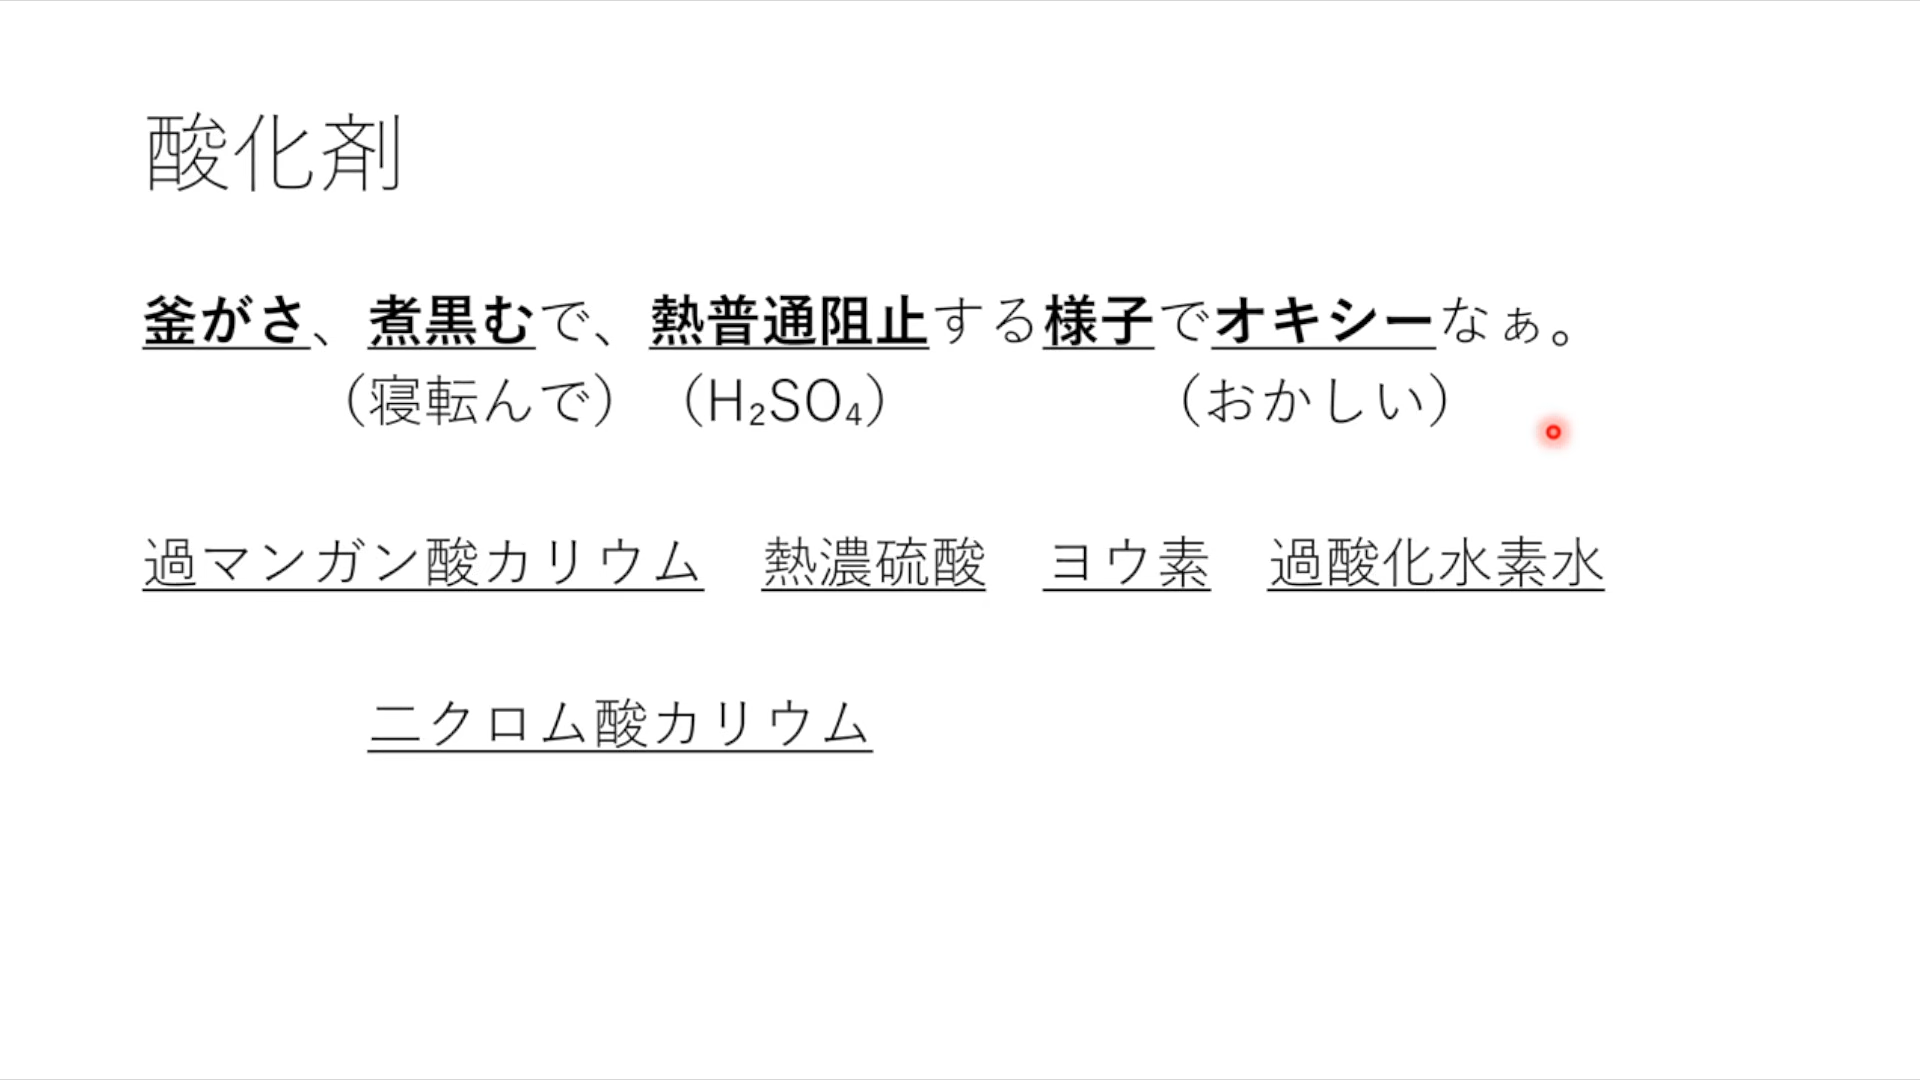 酸化剤
釜がさ、煮黒むで、熱普通阻止する様子でオキシーなぁ。
（寝転んで）（H₂SO₄）（おかしい）
過マンガン酸カリウム　熱濃硫酸　ヨウ素　過酸化水素水
二クロム酸カリウム